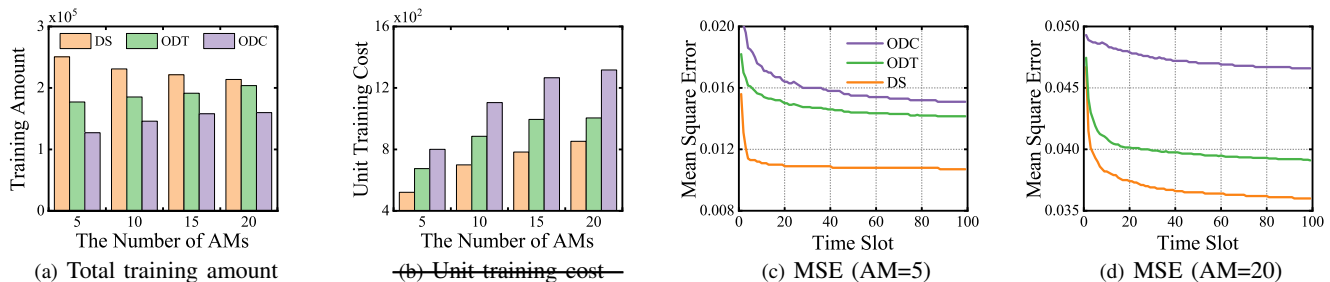 x10⁵
3
2
1
0
Training Amount
DS ODT ODC
5 10 15 20
The Number of AMs
(a) Total training amount
x10²
16
12
8
4
Unit Training Cost
5 10 15 20
The Number of AMs
(b) Unit training cost
0.020
0.016
0.012
0.008
Mean Square Error
ODC
ODT
DS
0 20 40 60 80 100
Time Slot
(c) MSE (AM=5)
0.050
0.045
0.040
0.035
Mean Square Error
0 20 40 60 80 100
Time Slot
(d) MSE (AM=20)